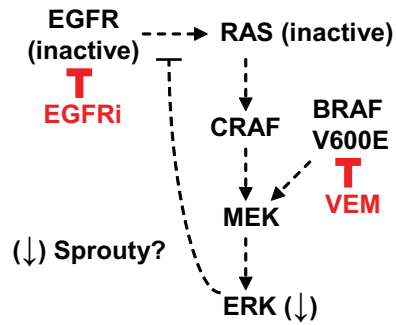 EGFR
(inactive)
RAS (inactive)
EGFRi
CRAF
BRAF
V600E
MEK
VEM
(↓) Sprouty?
ERK (↓)